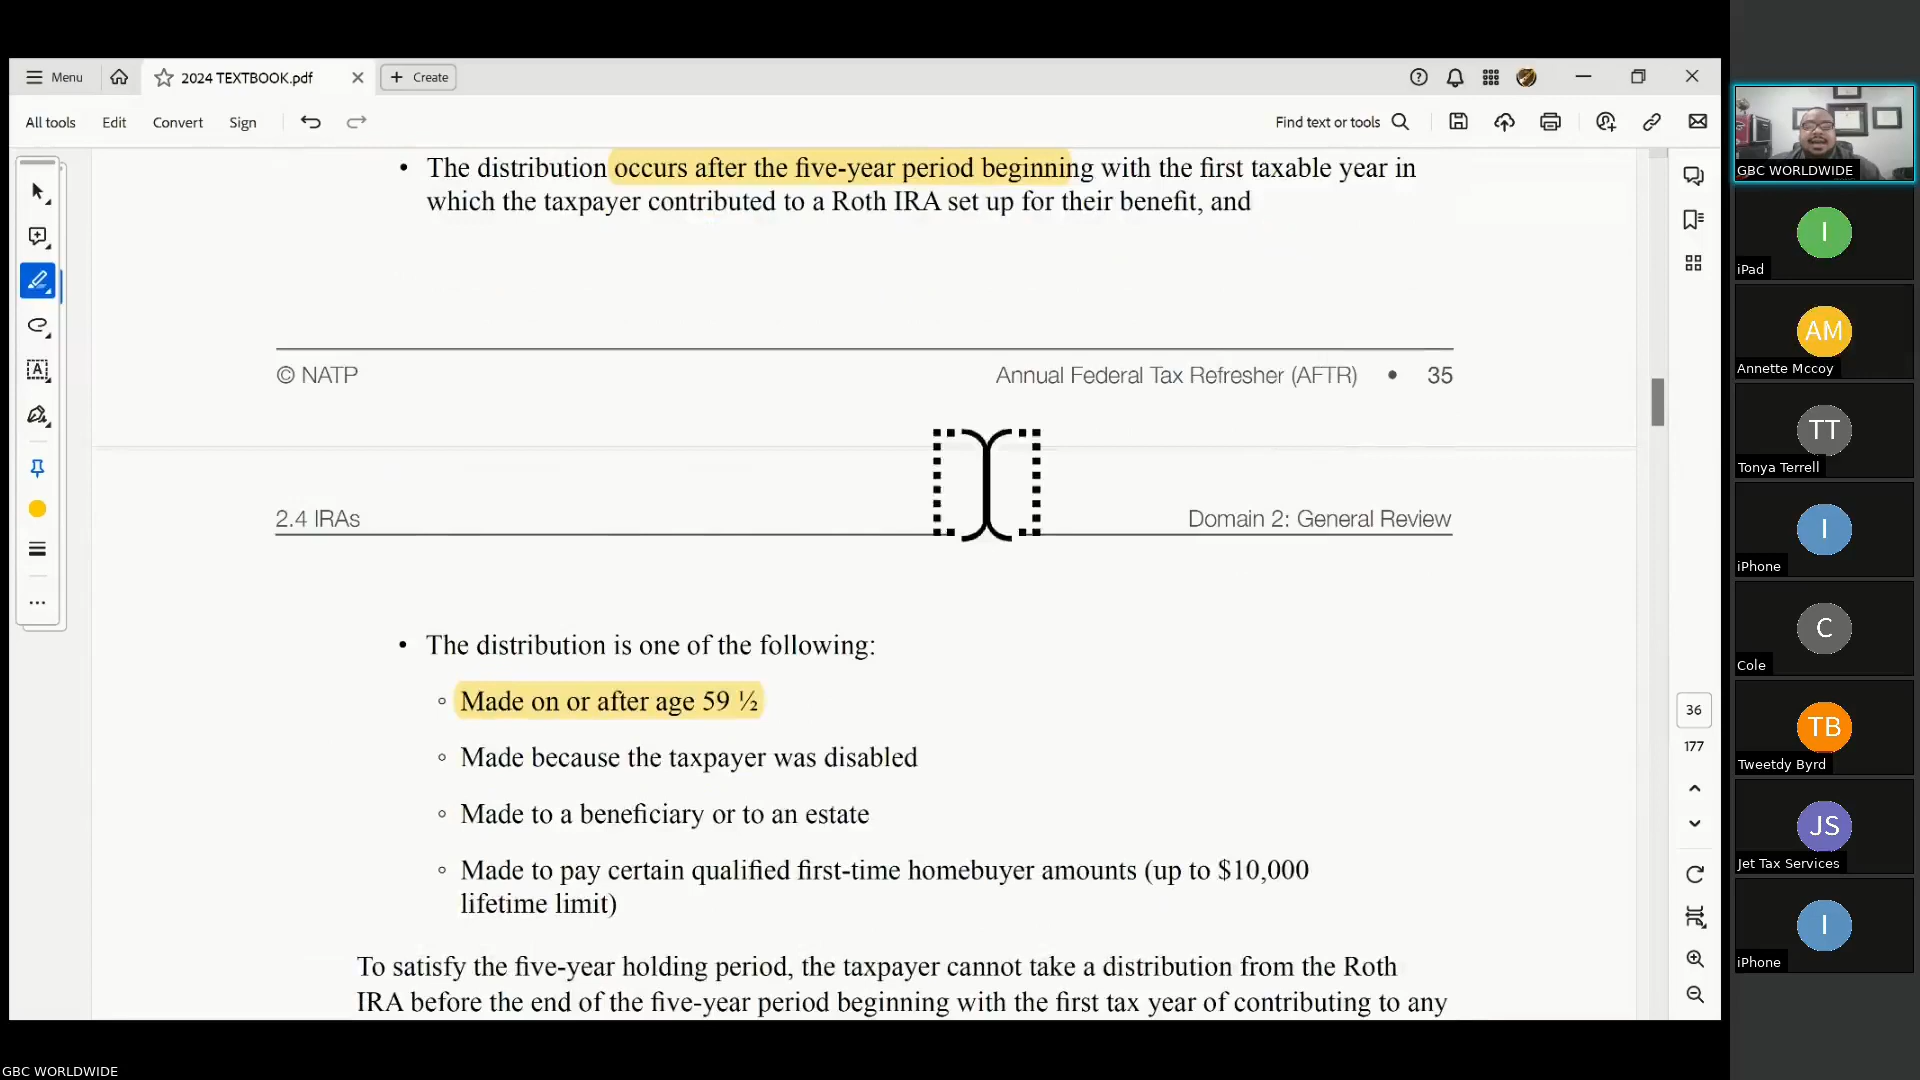 Menu
2024 TEXTBOOK.pdf
Create
All tools
Edit
Convert
Sign
Find text or tools
• The distribution occurs after the five-year period beginning with the first taxable year in
which the taxpayer contributed to a Roth IRA set up for their benefit, and
© NATP
Annual Federal Tax Refresher (AFTR) • 35
2.4 IRAs
Domain 2: General Review
• The distribution is one of the following:
◦ Made on or after age 59 ½
◦ Made because the taxpayer was disabled
◦ Made to a beneficiary or to an estate
◦ Made to pay certain qualified first-time homebuyer amounts (up to $10,000
lifetime limit)
To satisfy the five-year holding period, the taxpayer cannot take a distribution from the Roth
IRA before the end of the five-year period beginning with the first tax year of contributing to any
36
177
GBC WORLDWIDE
I
iPad
AM
Annette Mccoy
TT
Tonya Terrell
I
iPhone
C
Cole
TB
Tweetdy Byrd
JS
Jet Tax Services
I
iPhone
GBC WORLDWIDE